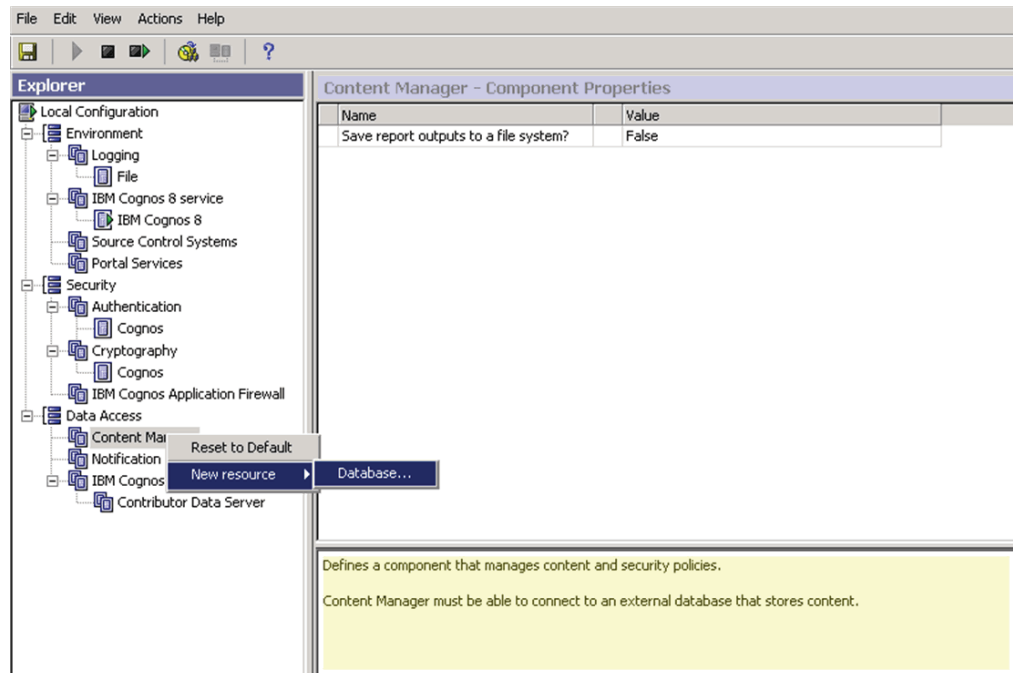 File Edit View Actions Help
?
Explorer
Content Manager - Component Properties
Local Configuration
Name Value
Environment
Save report outputs to a file system? False
Logging
File
IBM Cognos 8 service
IBM Cognos 8
Source Control Systems
Portal Services
Security
Authentication
Cognos
Cryptography
Cognos
IBM Cognos Application Firewall
Data Access
Content Ma
Reset to Default
Notification
New resource Database...
IBM Cognos
Contributor Data Server
Defines a component that manages content and security policies.
Content Manager must be able to connect to an external database that stores content.